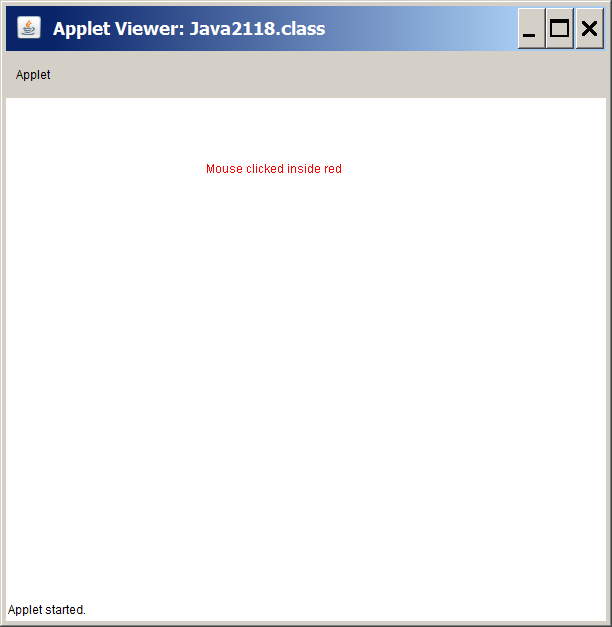 Applet Viewer: Java2118.class
Applet
Mouse clicked inside red
Applet started.